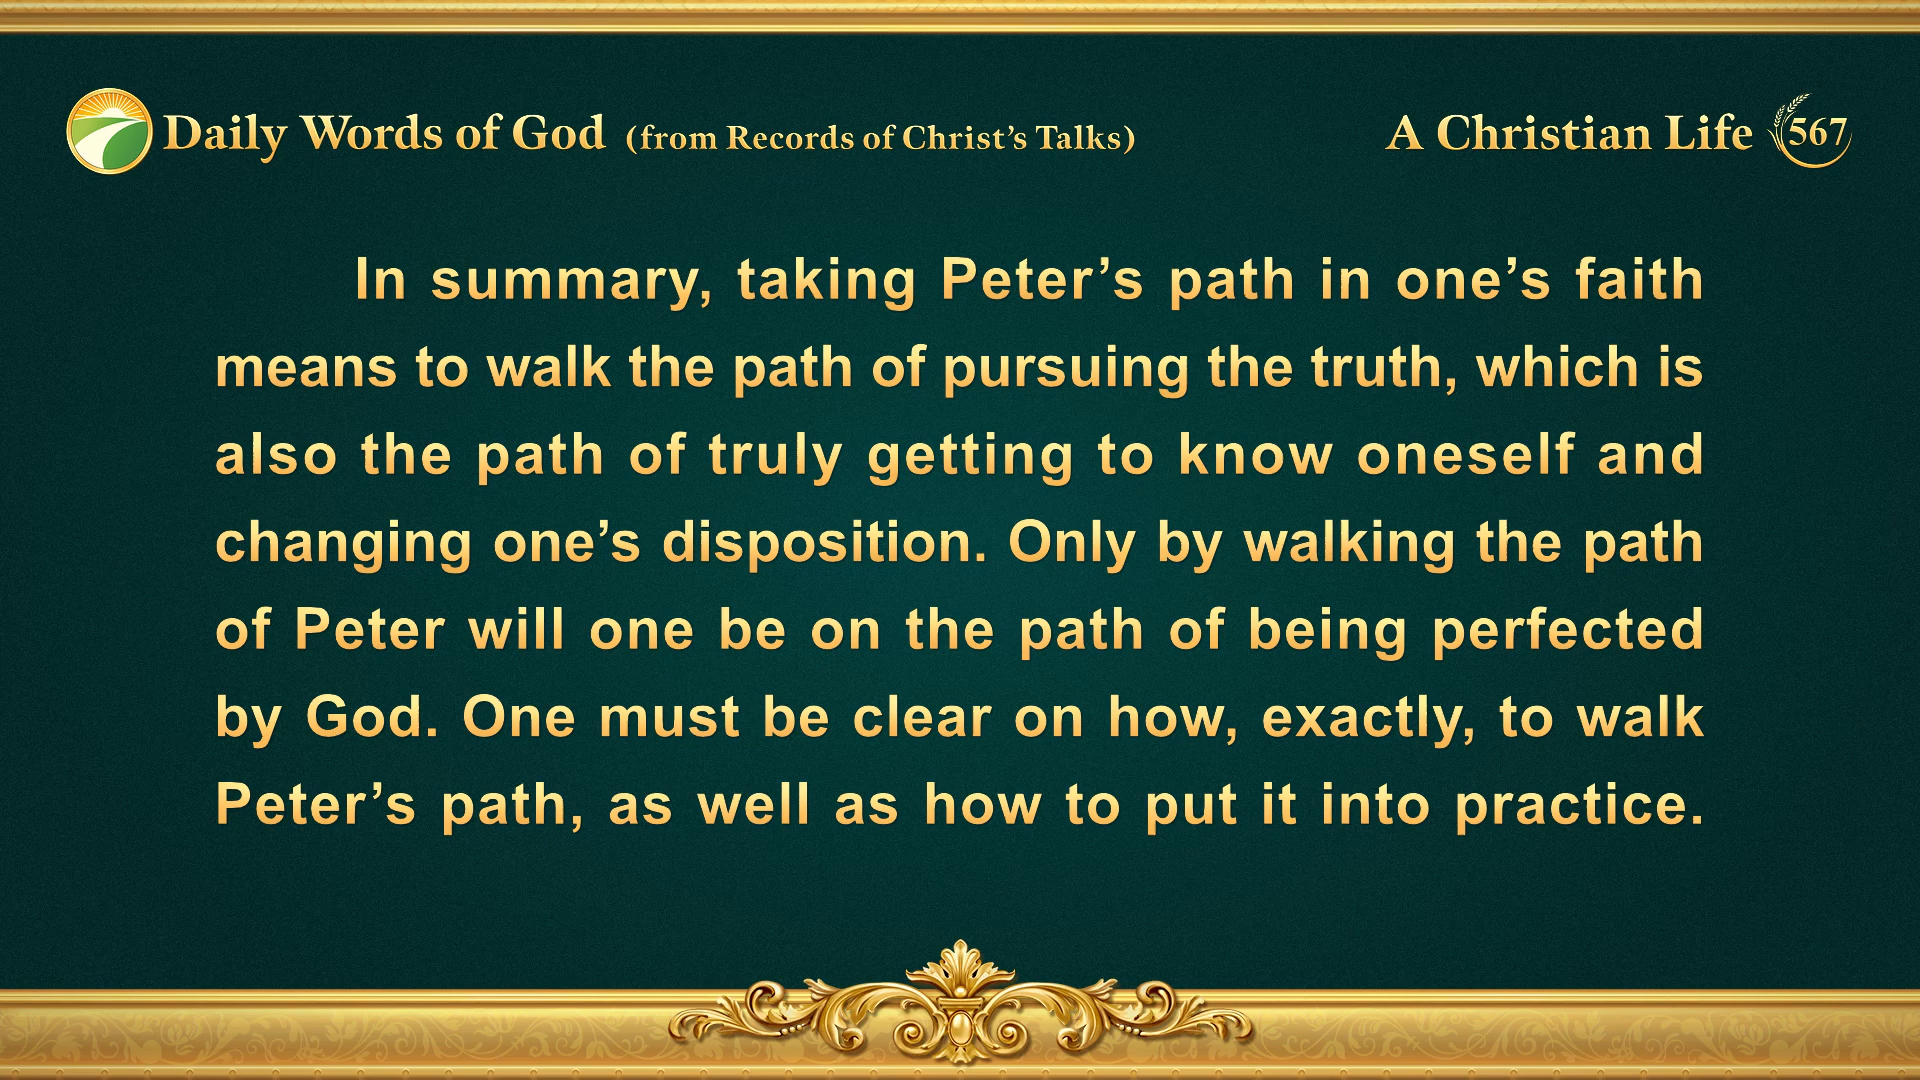 Daily Words of God (from Records of Christ’s Talks)
A Christian Life 567
In summary, taking Peter’s path in one’s faith
means to walk the path of pursuing the truth, which is
also the path of truly getting to know oneself and
changing one’s disposition. Only by walking the path
of Peter will one be on the path of being perfected
by God. One must be clear on how, exactly, to walk
Peter’s path, as well as how to put it into practice.